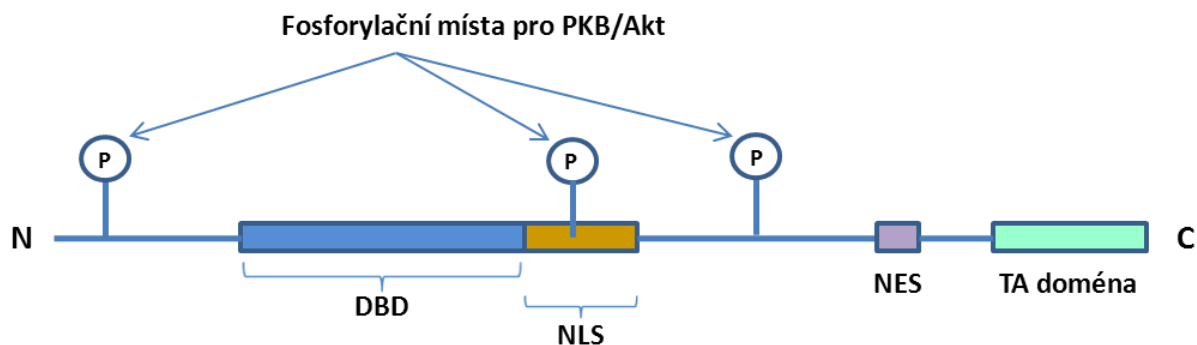 Fosforylační místa pro PKB/Akt
P
P
P
N
C
DBD
NLS
NES
TA doména